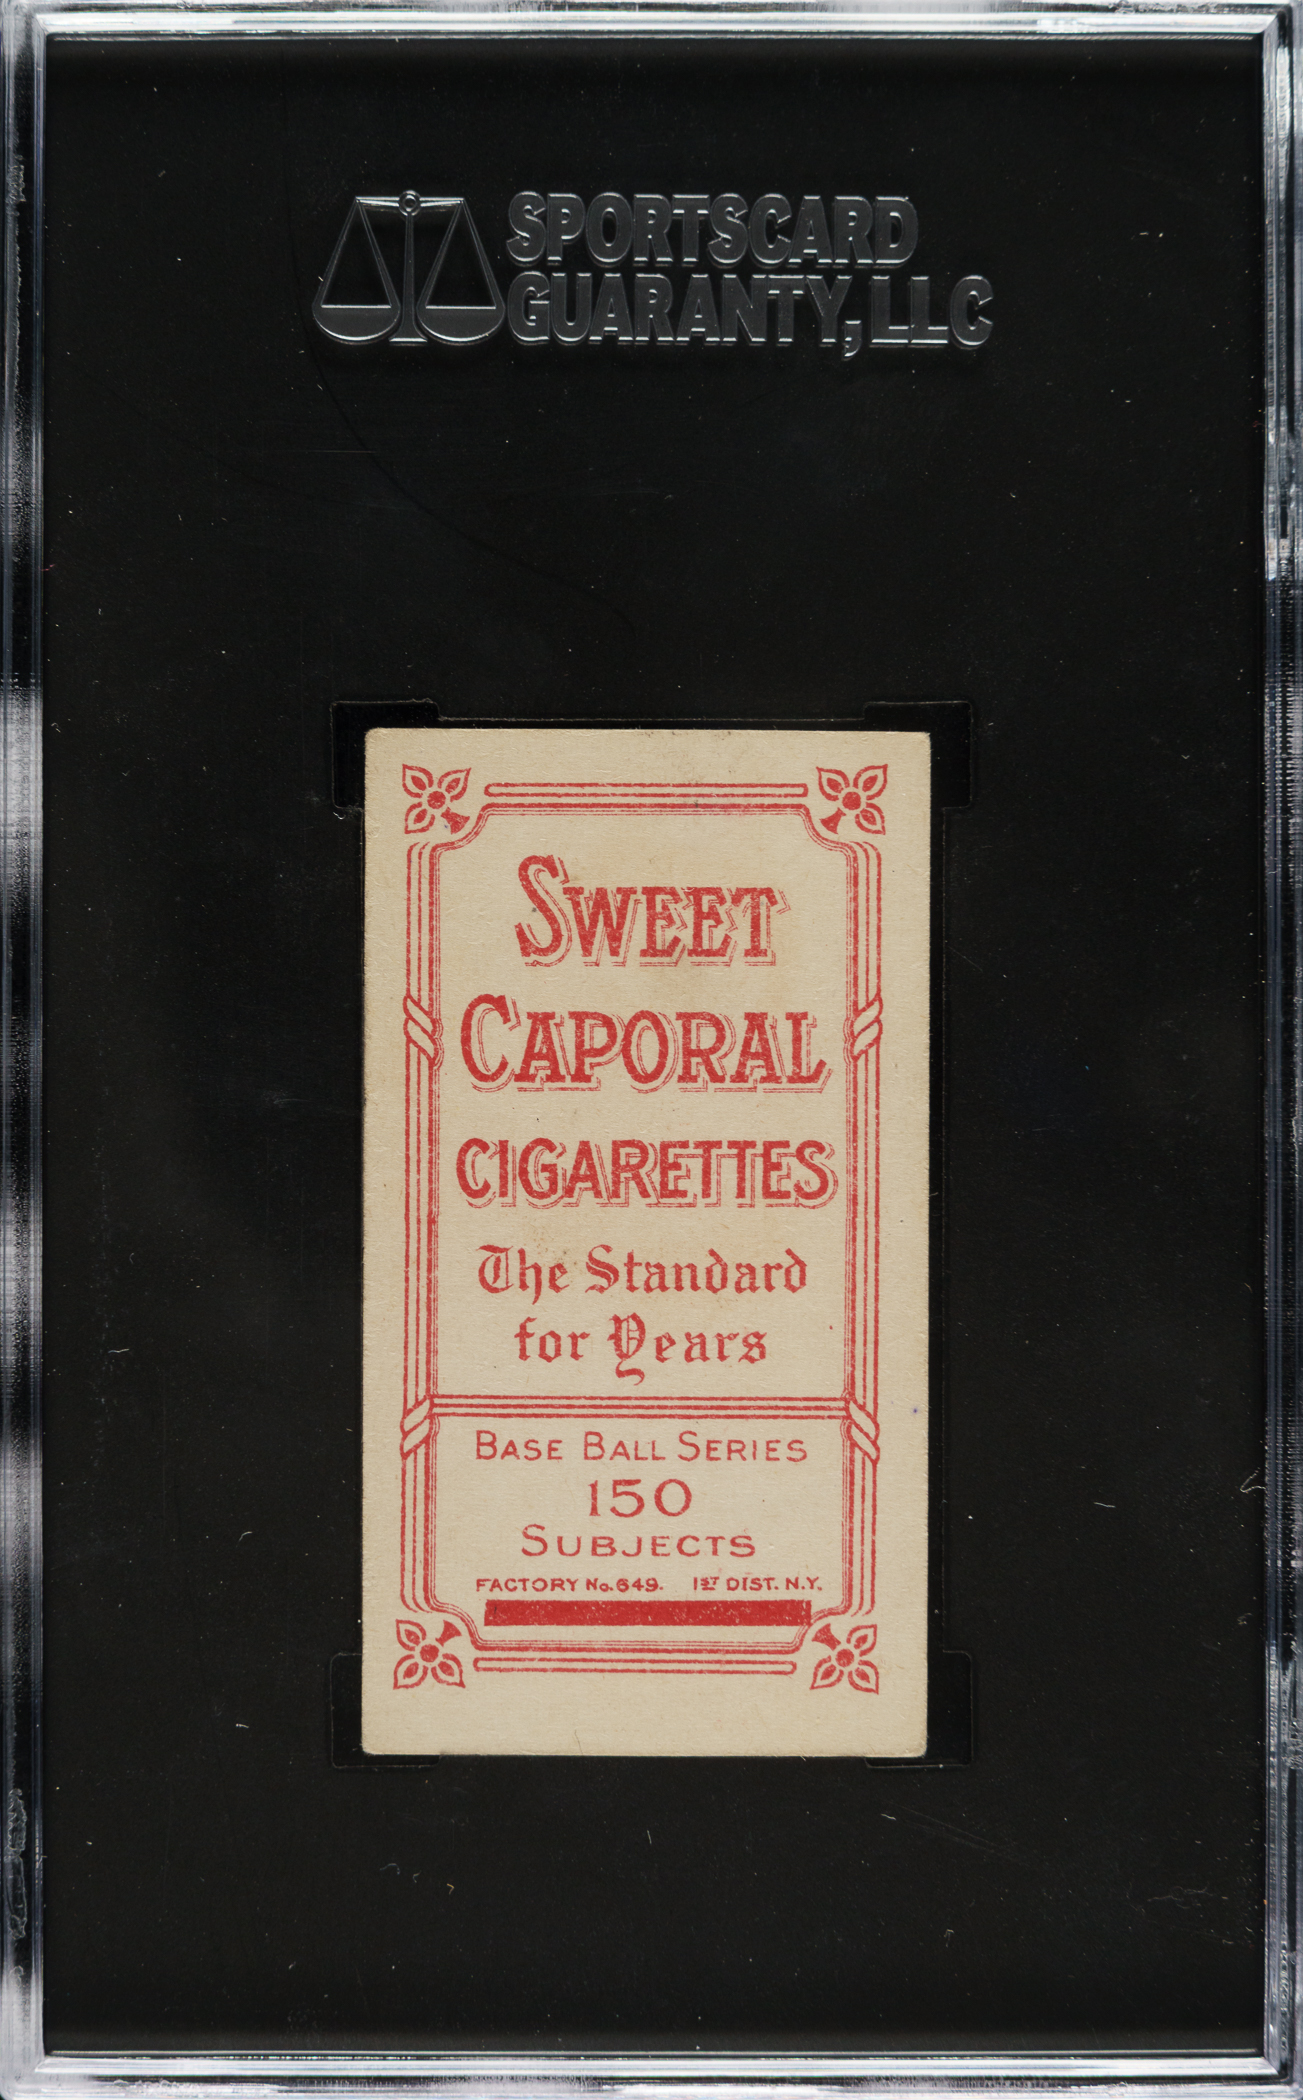 SPORTSCARD
GUARANTY, LLC
SWEET
CAPORAL
CIGARETTES
The Standard
for Years
BASE BALL SERIES
150
SUBJECTS
FACTORY No. 649. 1ST DIST. N.Y.